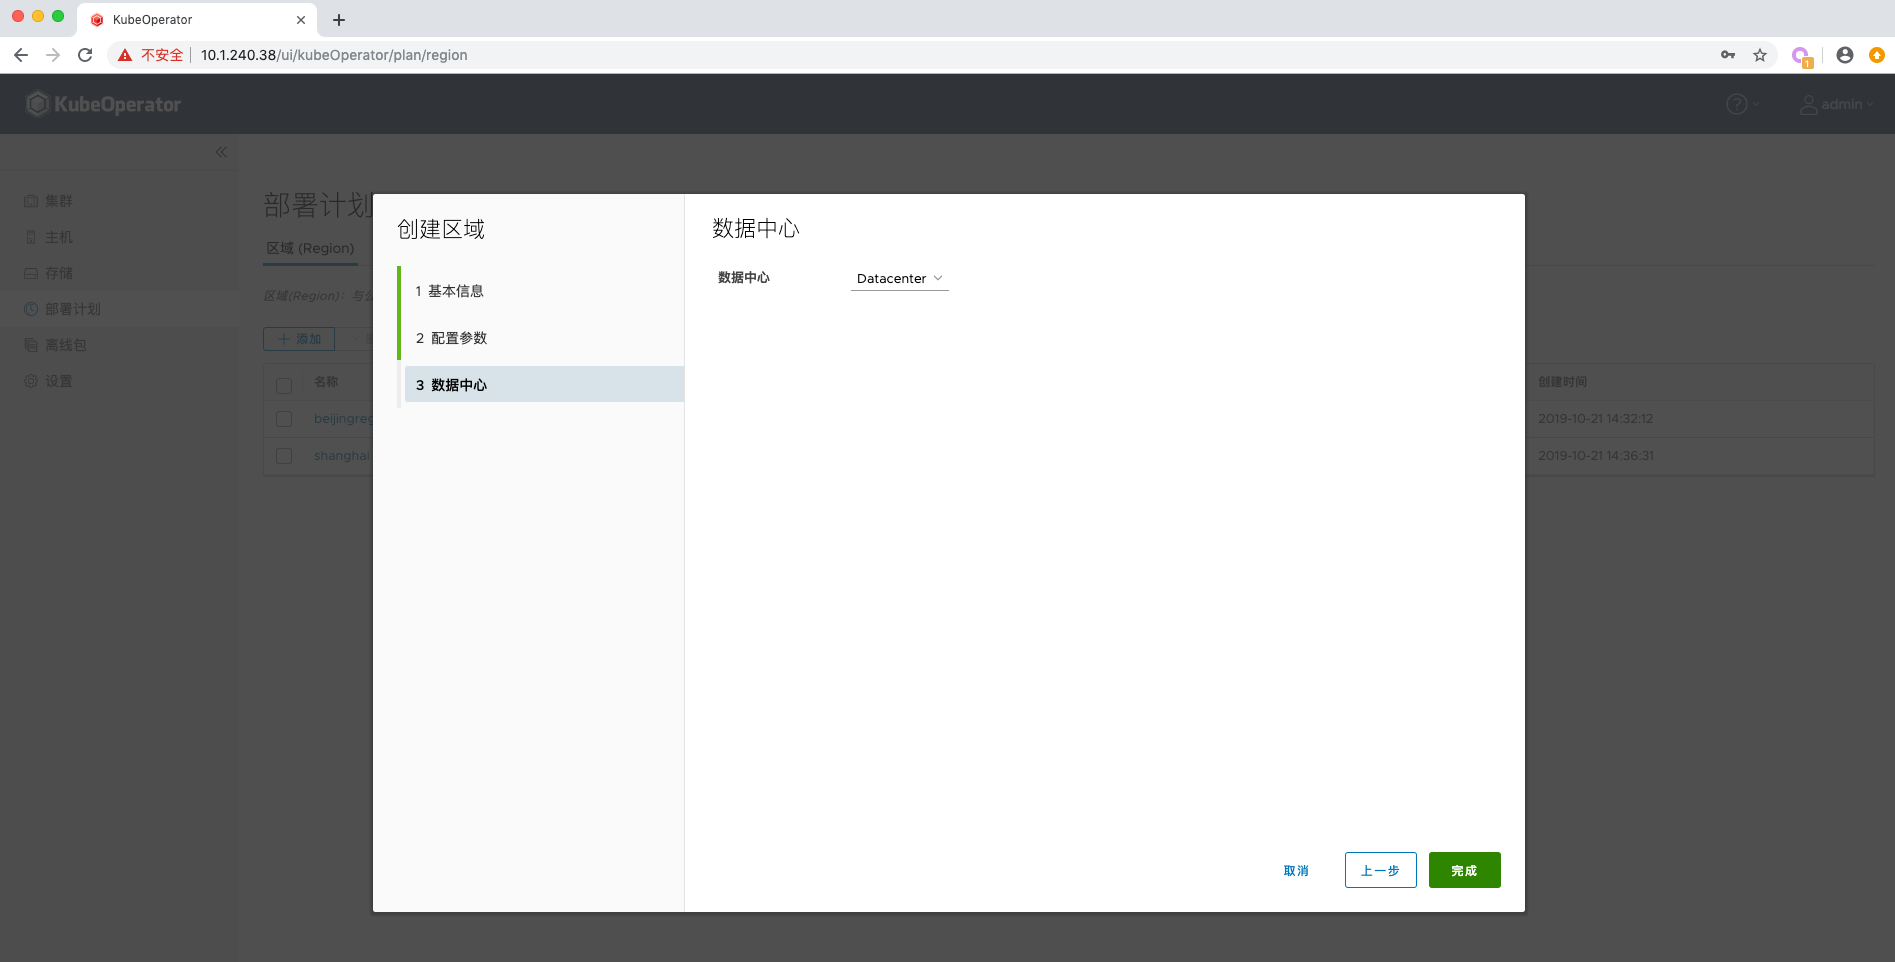 KubeOperator
不安全
10.1.240.38/ui/kubeOperator/plan/region
1
KubeOperator
admin
集群
主机
存储
部署计划
离线包
设置
部署计划
区域 (Region)
区域(Region)：
添加
名称
创建时间
2019-10-21 14:32:12
shanghai
2019-10-21 14:36:31
创建区域
1 基本信息
2 配置参数
3 数据中心
数据中心
数据中心
Datacenter
取消
上一步
完成